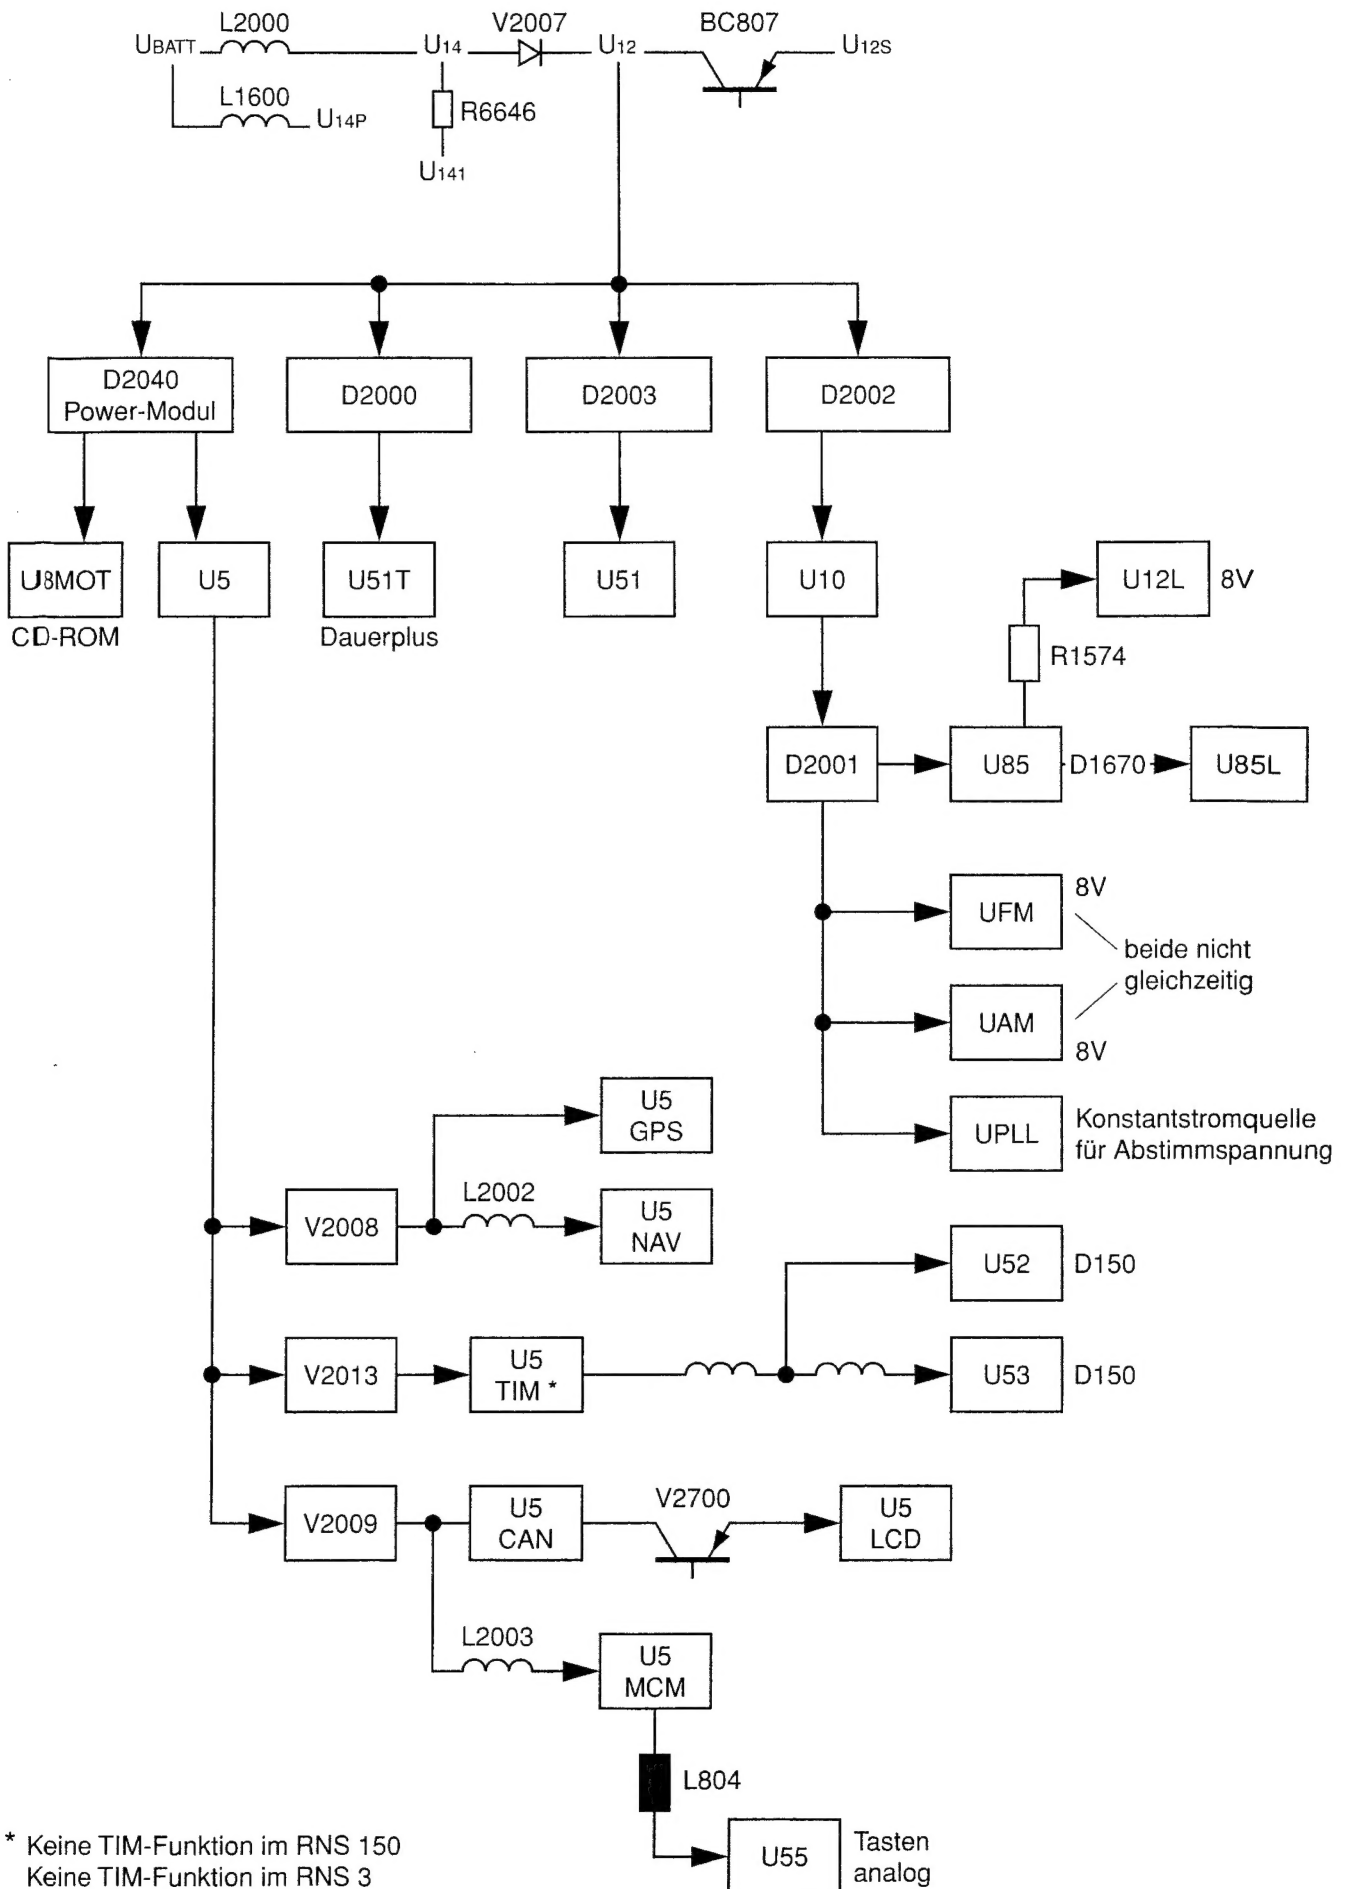 L2000
V2007
BC807
UBATT
U14
U12
U12S
L1600
U14P
R6646
U141
D2040
Power-Modul
D2000
D2003
D2002
U8MOT
CD-ROM
U5
U51T
Dauerplus
U51
U10
U12L
8V
R1574
D2001
U85
D1670
U85L
UFM
8V
beide nicht
gleichzeitig
UAM
8V
UPLL
Konstantstromquelle
für Abstimmspannung
U5
GPS
V2008
L2002
U5
NAV
U52
D150
V2013
U5
TIM *
U53
D150
V2009
U5
CAN
V2700
U5
LCD
L2003
U5
MCM
L804
U55
Tasten
analog
* Keine TIM-Funktion im RNS 150
Keine TIM-Funktion im RNS 3